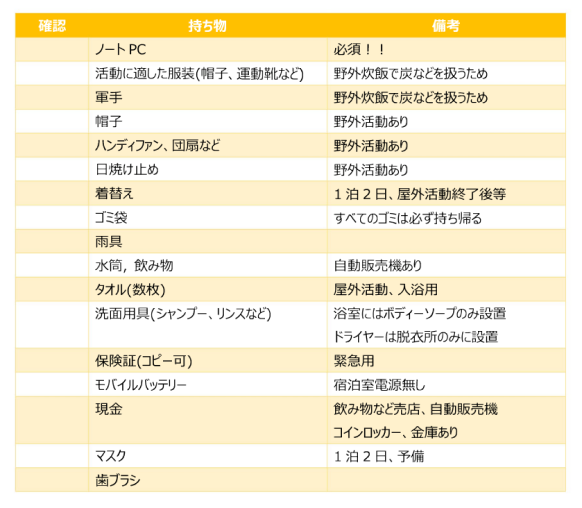 確認 持ち物 備考
ノート PC 必須！！
活動に適した服装(帽子、運動靴など) 野外炊飯で炭などを扱うため
軍手 野外炊飯で炭などを扱うため
帽子 野外活動あり
ハンディファン、団扇など 野外活動あり
日焼け止め 野外活動あり
着替え 1 泊 2 日、屋外活動終了後等
ゴミ袋 すべてのゴミは必ず持ち帰る
雨具
水筒，飲み物 自動販売機あり
タオル(数枚) 屋外活動、入浴用
洗面用具(シャンプー、リンスなど) 浴室にはボディーソープのみ設置
ドライヤーは脱衣所のみに設置
保険証(コピー可) 緊急用
モバイルバッテリー 宿泊室電源無し
現金 飲み物など売店、自動販売機
コインロッカー、金庫あり
マスク 1 泊 2 日、予備
歯ブラシ